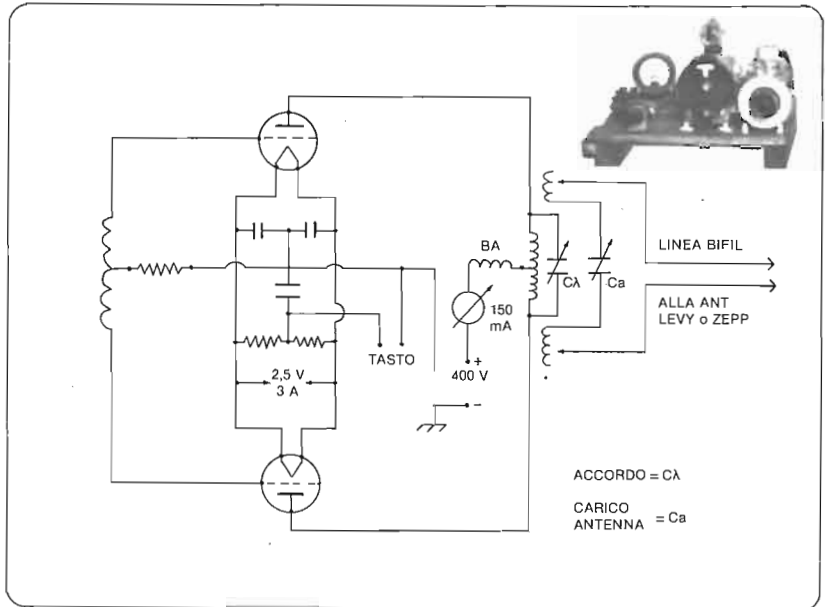 BA
150
mA
+
400 V
-
Cλ
Ca
LINEA BIFIL
ALLA ANT
LEVY o ZEPP
TASTO
2,5 V
3 A
ACCORDO = Cλ
CARICO
ANTENNA = Ca